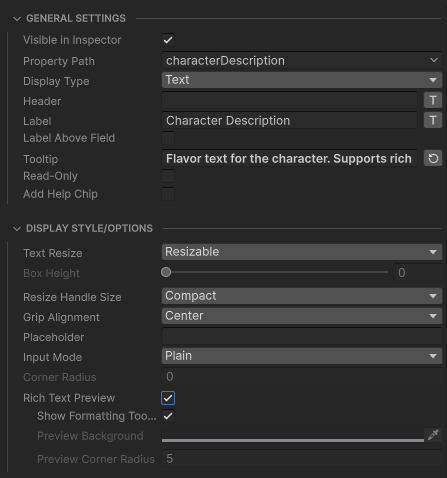 GENERAL SETTINGS
Visible in Inspector
Property Path characterDescription
Display Type Text
Header T
Label Character Description T
Label Above Field
Tooltip Flavor text for the character. Supports rich
Read-Only
Add Help Chip
DISPLAY STYLE/OPTIONS
Text Resize Resizable
Box Height 0
Resize Handle Size Compact
Grip Alignment Center
Placeholder
Input Mode Plain
Corner Radius 0
Rich Text Preview
Show Formatting Too...
Preview Background
Preview Corner Radius 5